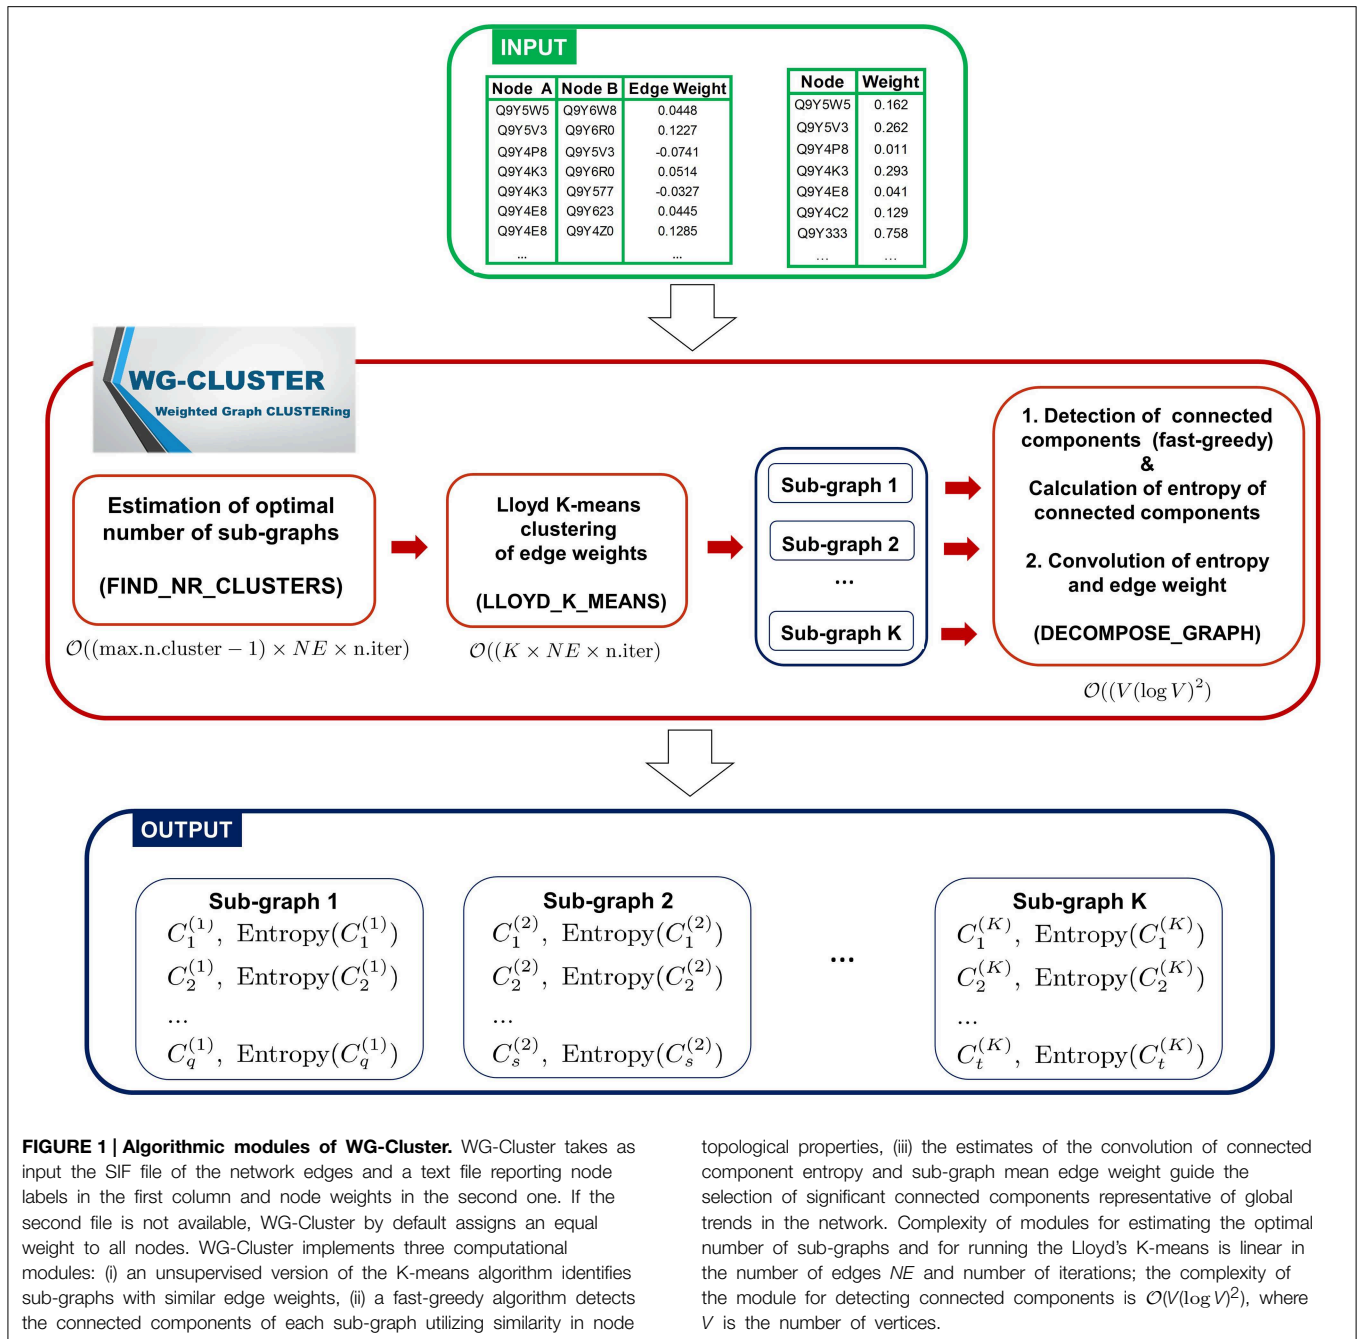 INPUT
Node A Node B Edge Weight
Q9Y5W5 Q9Y6W8 0.0448
Q9Y5V3 Q9Y6R0 0.1227
Q9Y4P8 Q9Y5V3 -0.0741
Q9Y4K3 Q9Y6R0 0.0514
Q9Y4K3 Q9Y577 -0.0327
Q9Y4E8 Q9Y623 0.0445
Q9Y4E8 Q9Y4Z0 0.1285
... ...
Node Weight
Q9Y5W5 0.162
Q9Y5V3 0.262
Q9Y4P8 0.011
Q9Y4K3 0.293
Q9Y4E8 0.041
Q9Y4C2 0.129
Q9Y333 0.758
... ...
WG-CLUSTER
Weighted Graph CLUSTERing
Estimation of optimal
number of sub-graphs
(FIND_NR_CLUSTERS)
𝒪((max.n.cluster − 1) × NE × n.iter)
Lloyd K-means
clustering
of edge weights
(LLOYD_K_MEANS)
𝒪((K × NE × n.iter)
Sub-graph 1
Sub-graph 2
...
Sub-graph K
1. Detection of connected
components (fast-greedy)
&
Calculation of entropy of
connected components
2. Convolution of entropy
and edge weight
(DECOMPOSE_GRAPH)
𝒪((V(log V)²)
OUTPUT
Sub-graph 1
C₁⁽¹⁾, Entropy(C₁⁽¹⁾)
C₂⁽¹⁾, Entropy(C₂⁽¹⁾)
...
C_q⁽¹⁾, Entropy(C_q⁽¹⁾)
Sub-graph 2
C₁⁽²⁾, Entropy(C₁⁽²⁾)
C₂⁽²⁾, Entropy(C₂⁽²⁾)
...
C_s⁽²⁾, Entropy(C_s⁽²⁾)
...
Sub-graph K
C₁⁽ᴷ⁾, Entropy(C₁⁽ᴷ⁾)
C₂⁽ᴷ⁾, Entropy(C₂⁽ᴷ⁾)
...
C_t⁽ᴷ⁾, Entropy(C_t⁽ᴷ⁾)
FIGURE 1 | Algorithmic modules of WG-Cluster. WG-Cluster takes as
input the SIF file of the network edges and a text file reporting node
labels in the first column and node weights in the second one. If the
second file is not available, WG-Cluster by default assigns an equal
weight to all nodes. WG-Cluster implements three computational
modules: (i) an unsupervised version of the K-means algorithm identifies
sub-graphs with similar edge weights, (ii) a fast-greedy algorithm detects
the connected components of each sub-graph utilizing similarity in node
topological properties, (iii) the estimates of the convolution of connected
component entropy and sub-graph mean edge weight guide the
selection of significant connected components representative of global
trends in the network. Complexity of modules for estimating the optimal
number of sub-graphs and for running the Lloyd's K-means is linear in
the number of edges NE and number of iterations; the complexity of
the module for detecting connected components is 𝒪(V(log V)²), where
V is the number of vertices.